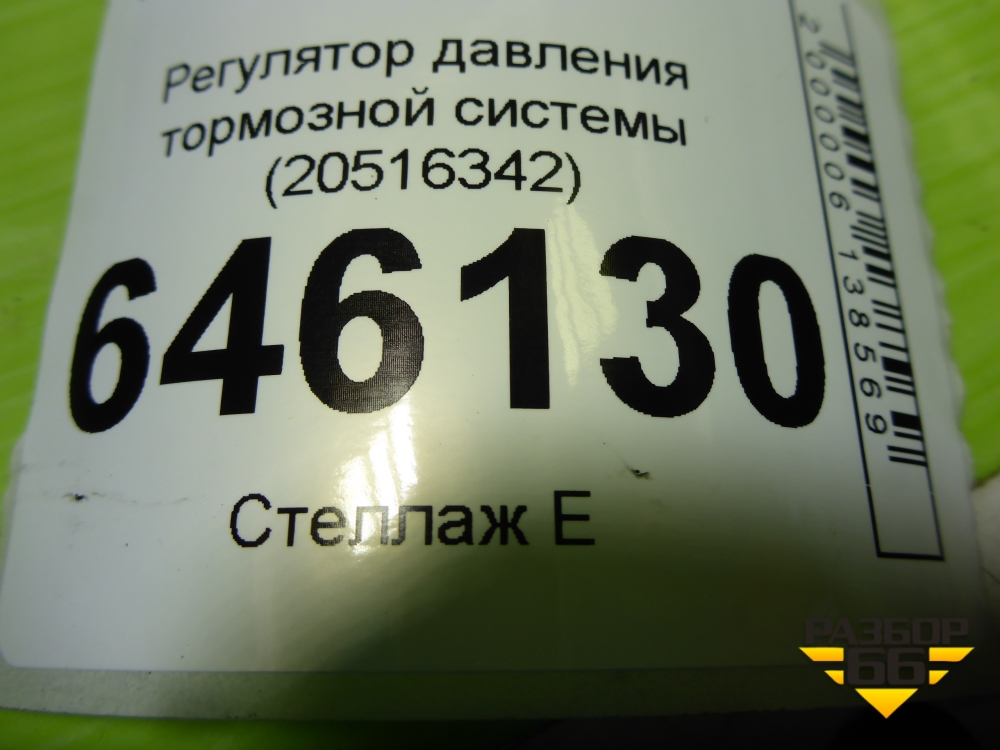 Регулятор давления
тормозной системы
(20516342)
646130
Стеллаж Е
2000006138569
РАЗБОР
66